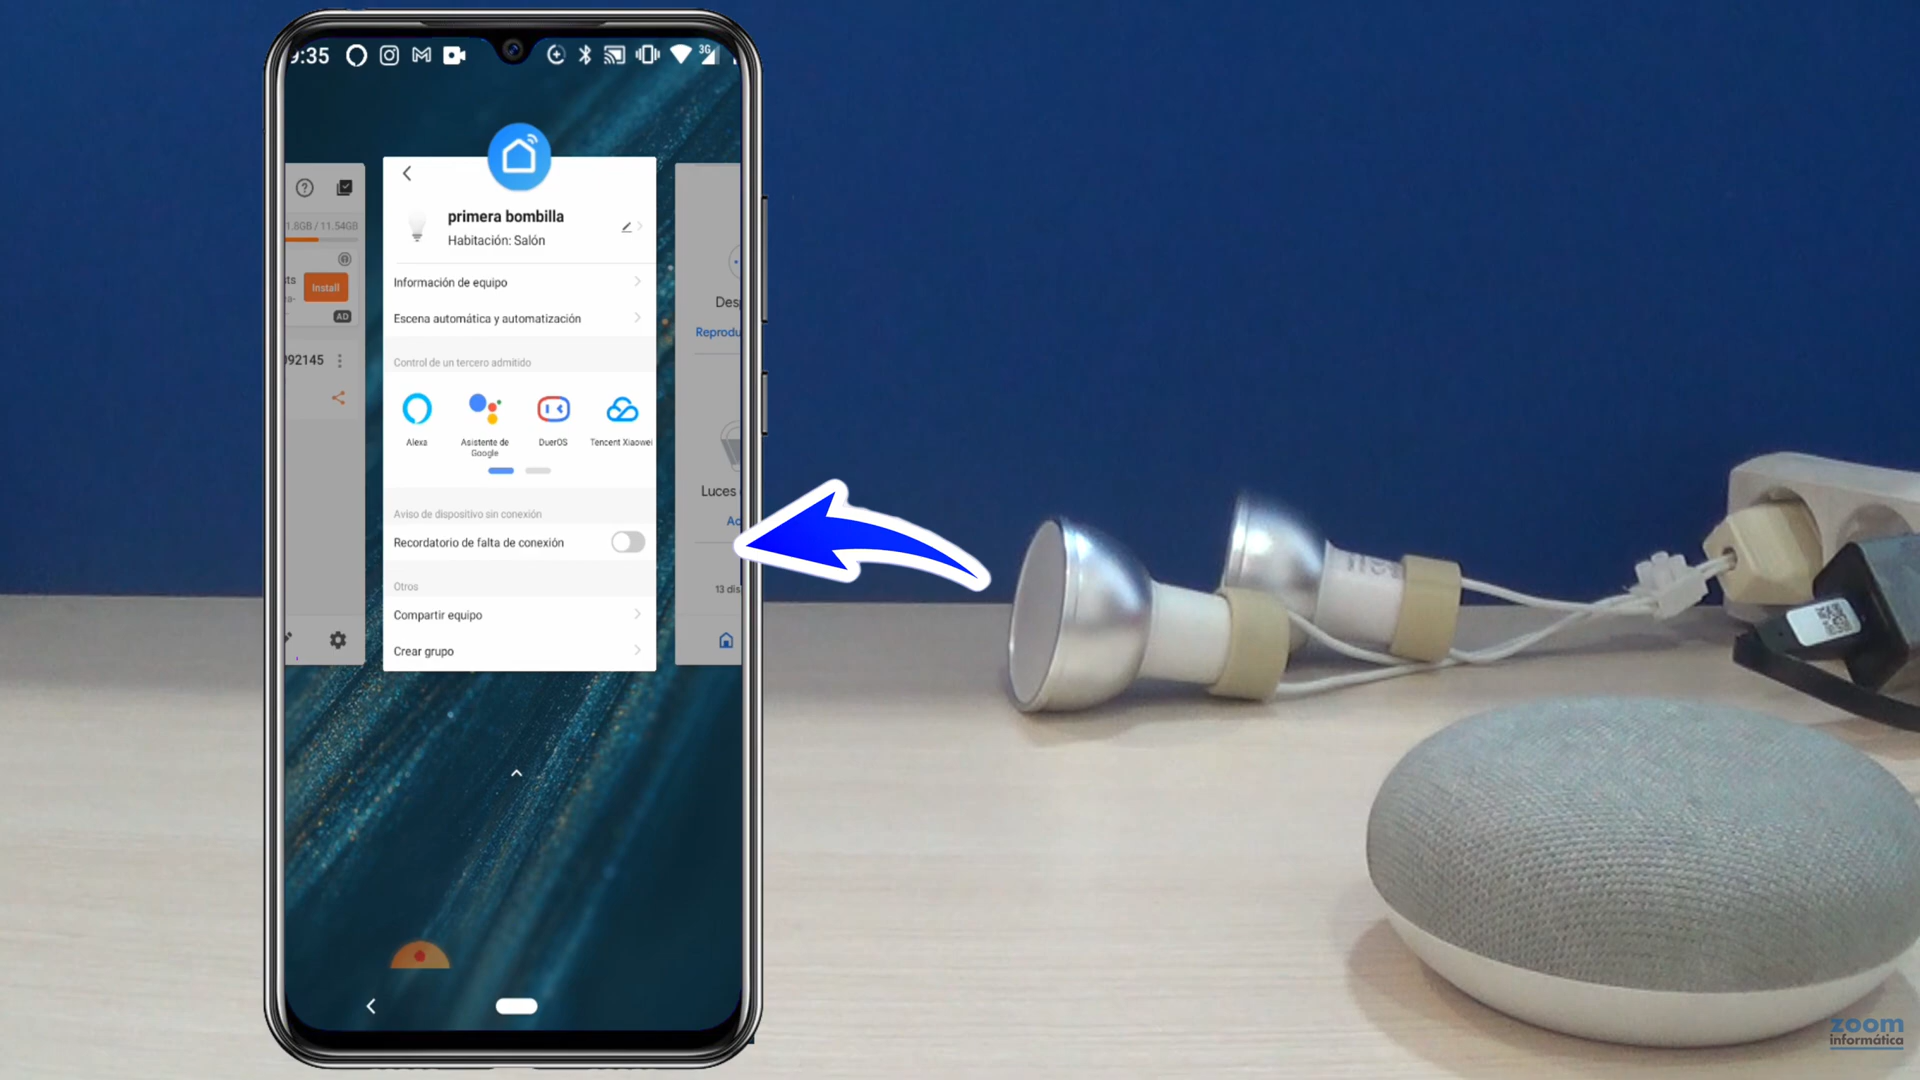 9:35
3G
1.8GB / 11.54GB
Install
AD
primera bombilla
Habitación: Salón
Información de equipo
Escena automática y automatización
Control de un tercero admitido
Alexa
Asistente de
Google
DuerOS
Tencent Xiaowei
Aviso de dispositivo sin conexión
Recordatorio de falta de conexión
Otros
Compartir equipo
Crear grupo
Reprodu
Luces
13 dis
zoom
informática